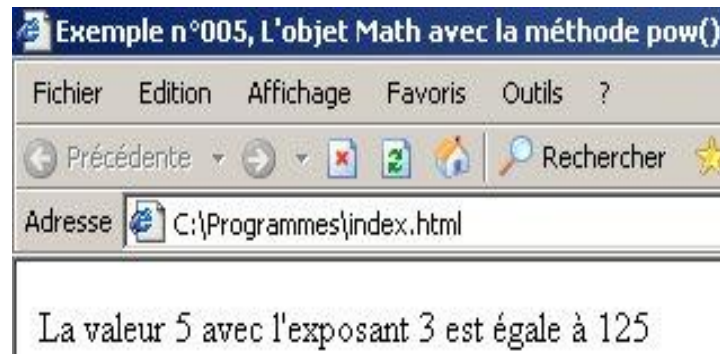 Exemple n°005, L'objet Math avec la méthode pow()
Fichier Edition Affichage Favoris Outils ?
Précédente Rechercher
Adresse C:\Programmes\index.html
La valeur 5 avec l'exposant 3 est égale à 125